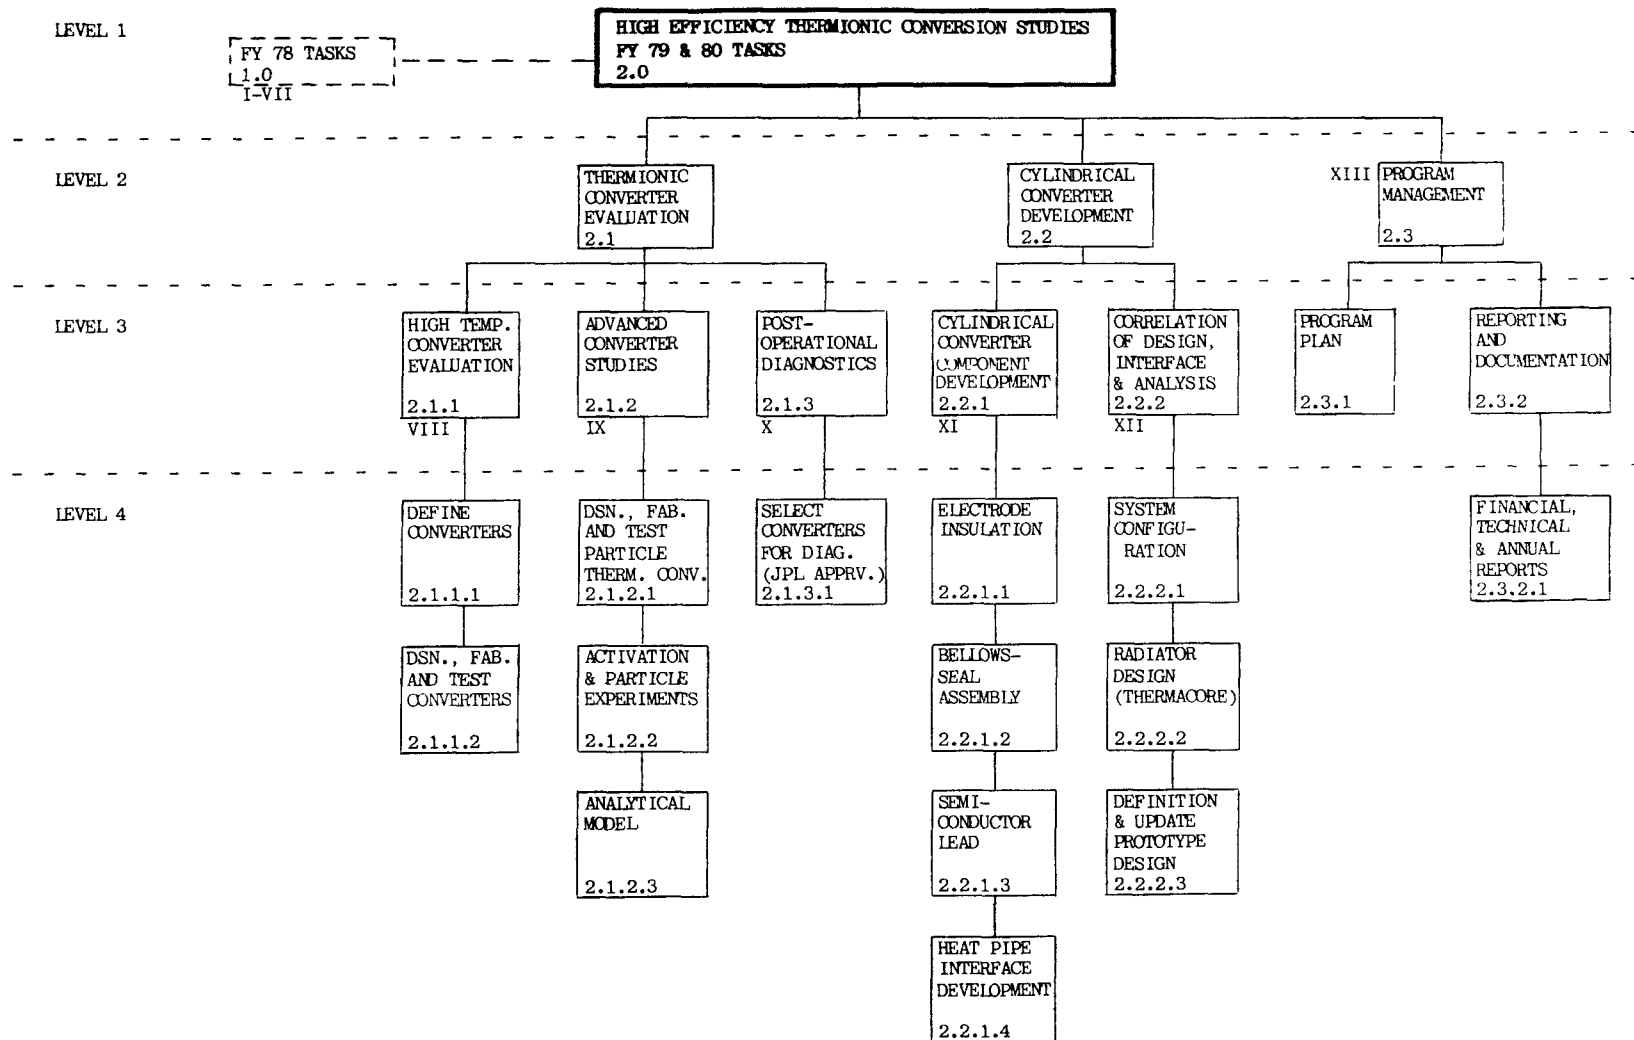 LEVEL 1
FY 78 TASKS
1.0
I-VII
HIGH EFFICIENCY THERMIONIC CONVERSION STUDIES
FY 79 & 80 TASKS
2.0
LEVEL 2
THERMIONIC
CONVERTER
EVALUATION
2.1
CYLINDRICAL
CONVERTER
DEVELOPMENT
2.2
XIII
PROGRAM
MANAGEMENT
2.3
LEVEL 3
HIGH TEMP.
CONVERTER
EVALUATION
2.1.1
VIII
ADVANCED
CONVERTER
STUDIES
2.1.2
IX
POST-
OPERATIONAL
DIAGNOSTICS
2.1.3
X
CYLINDRICAL
CONVERTER
COMPONENT
DEVELOPMENT
2.2.1
XI
CORRELATION
OF DESIGN,
INTERFACE
& ANALYSIS
2.2.2
XII
PROGRAM
PLAN
2.3.1
REPORTING
AND
DOCUMENTATION
2.3.2
LEVEL 4
DEFINE
CONVERTERS
2.1.1.1
DSN., FAB.
AND TEST
PARTICLE
THERM. CONV.
2.1.2.1
SELECT
CONVERTERS
FOR DIAG.
(JPL APPRV.)
2.1.3.1
ELECTRODE
INSULATION
2.2.1.1
SYSTEM
CONFIGU-
RATION
2.2.2.1
FINANCIAL,
TECHNICAL
& ANNUAL
REPORTS
2.3.2.1
DSN., FAB.
AND TEST
CONVERTERS
2.1.1.2
ACTIVATION
& PARTICLE
EXPERIMENTS
2.1.2.2
BELLOWS-
SEAL
ASSEMBLY
2.2.1.2
RADIATOR
DESIGN
(THERMACORE)
2.2.2.2
ANALYTICAL
MODEL
2.1.2.3
SEMI-
CONDUCTOR
LEAD
2.2.1.3
DEFINITION
& UPDATE
PROTOTYPE
DESIGN
2.2.2.3
HEAT PIPE
INTERFACE
DEVELOPMENT
2.2.1.4